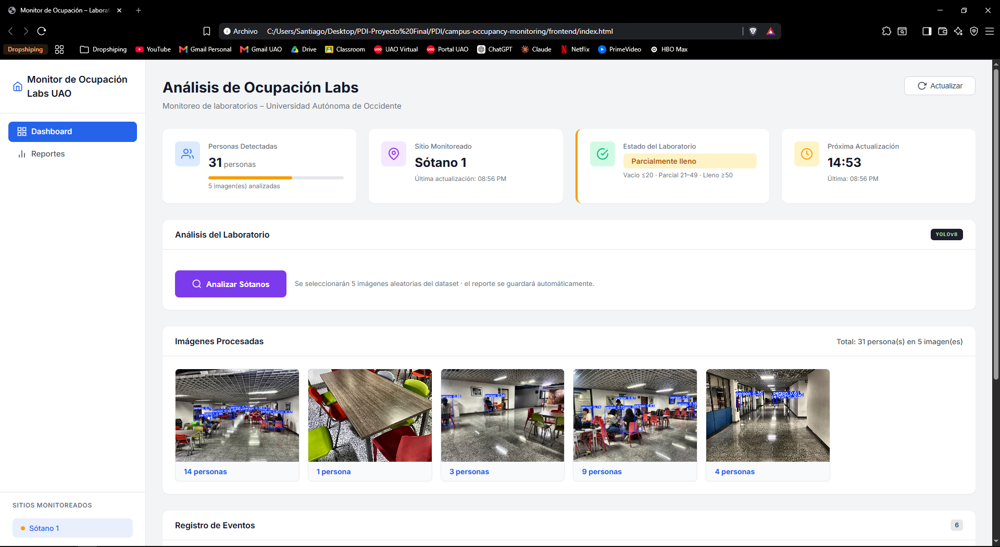 Monitor de Ocupación – Laborat
Archivo C:/Users/Santiago/Desktop/PDI-Proyecto%20Final/PDI/campus-occupancy-monitoring/frontend/index.html
Dropshiping
Dropshiping
YouTube
Gmail Personal
Gmail UAO
Drive
Classroom
UAO Virtual
Portal UAO
ChatGPT
Claude
Netflix
PrimeVideo
HBO Max
Monitor de Ocupación
Labs UAO
Dashboard
Reportes
SITIOS MONITOREADOS
Sótano 1
Análisis de Ocupación Labs
Monitoreo de laboratorios – Universidad Autónoma de Occidente
Actualizar
Personas Detectadas
31 personas
5 imagen(es) analizadas
Sitio Monitoreado
Sótano 1
Última actualización: 08:56 PM
Estado del Laboratorio
Parcialmente lleno
Vacío ≤20 · Parcial 21–49 · Lleno ≥50
Próxima Actualización
14:53
Última: 08:56 PM
Análisis del Laboratorio
YOLOv8
Analizar Sótanos
Se seleccionarán 5 imágenes aleatorias del dataset · el reporte se guardará automáticamente.
Imágenes Procesadas
Total: 31 persona(s) en 5 imagen(es)
14 personas
1 persona
3 personas
9 personas
4 personas
Registro de Eventos
6